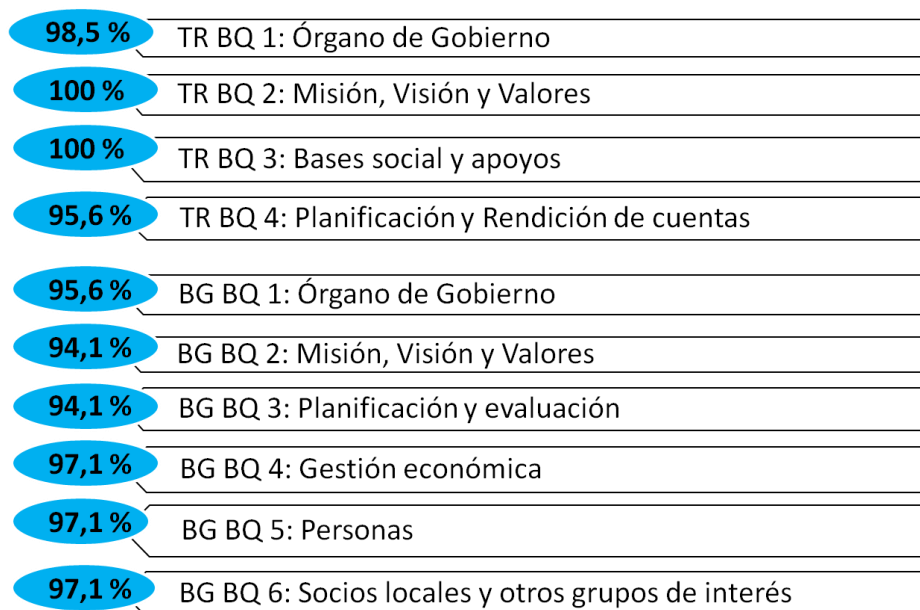 98,5 % TR BQ 1: Órgano de Gobierno
100 % TR BQ 2: Misión, Visión y Valores
100 % TR BQ 3: Bases social y apoyos
95,6 % TR BQ 4: Planificación y Rendición de cuentas
95,6 % BG BQ 1: Órgano de Gobierno
94,1 % BG BQ 2: Misión, Visión y Valores
94,1 % BG BQ 3: Planificación y evaluación
97,1 % BG BQ 4: Gestión económica
97,1 % BG BQ 5: Personas
97,1 % BG BQ 6: Socios locales y otros grupos de interés